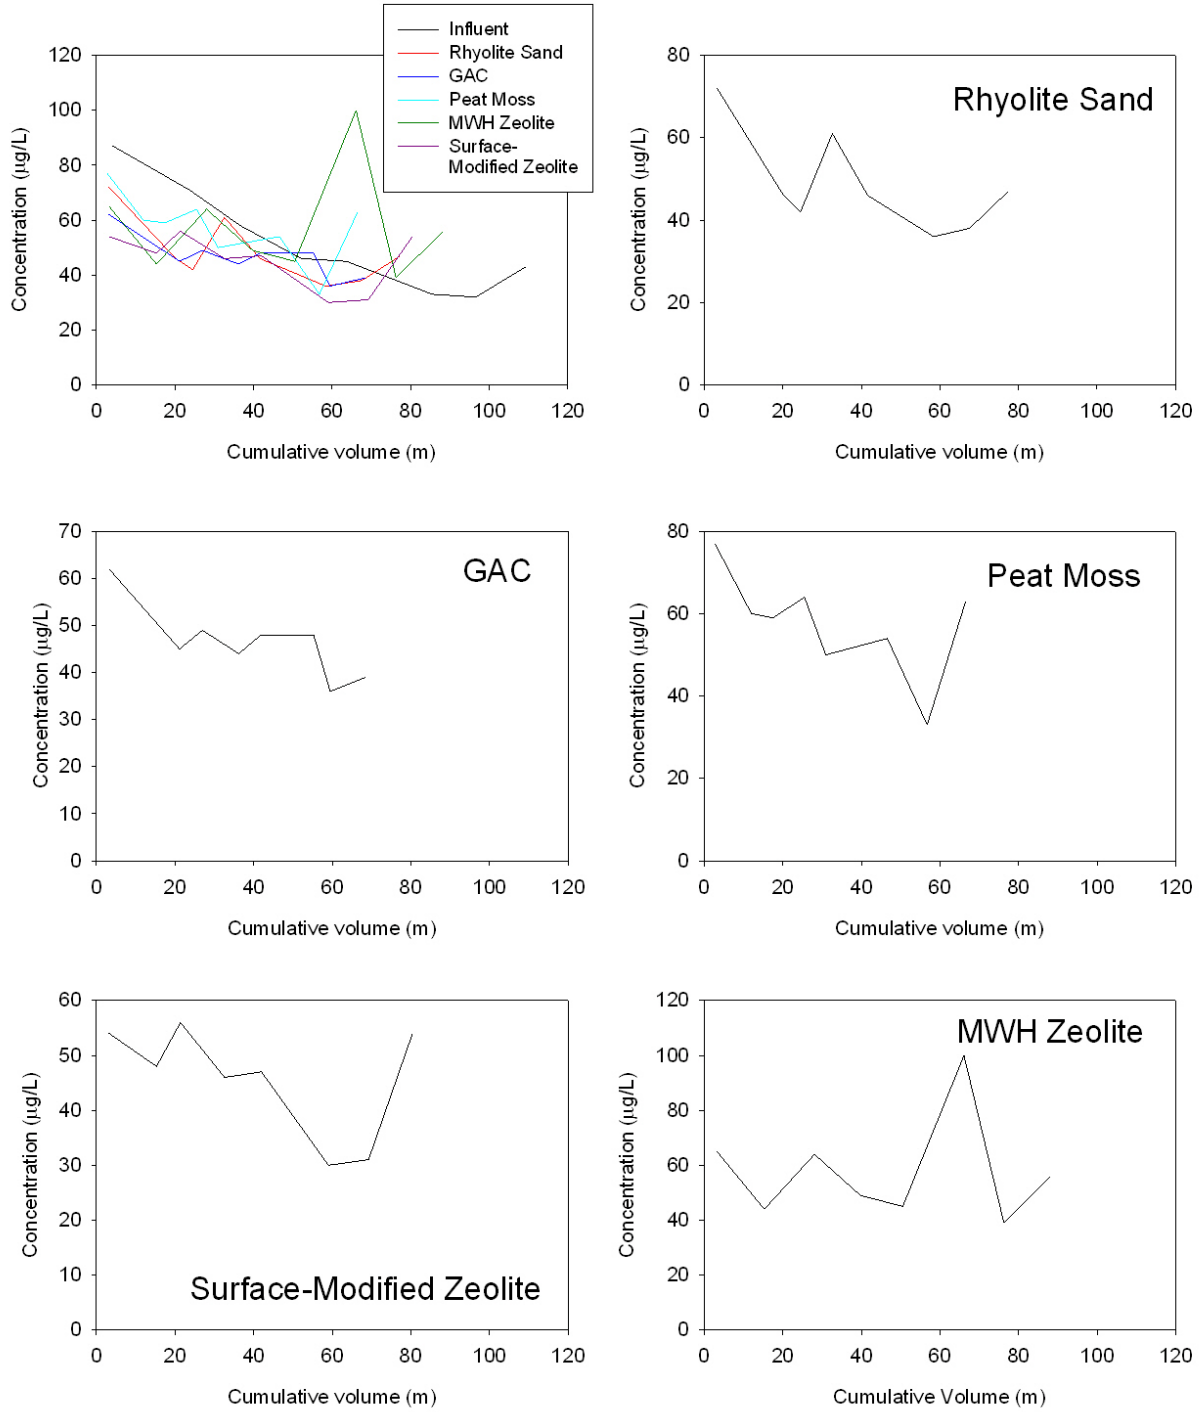 Influent
Rhyolite Sand
GAC
Peat Moss
MWH Zeolite
Surface-
Modified Zeolite
120
100
80
60
40
20
0
Concentration (µg/L)
0 20 40 60 80 100 120
Cumulative volume (m)
Rhyolite Sand
80
60
40
20
0
Concentration (µg/L)
0 20 40 60 80 100 120
Cumulative volume (m)
GAC
70
60
50
40
30
20
10
0
Concentration (µg/L)
0 20 40 60 80 100 120
Cumulative volume (m)
Peat Moss
80
60
40
20
0
Concentration (µg/L)
0 20 40 60 80 100 120
Cumulative volume (m)
60
50
40
30
20
10
0
Concentration (µg/L)
Surface-Modified Zeolite
0 20 40 60 80 100 120
Cumulative volume (m)
MWH Zeolite
120
100
80
60
40
20
0
Concentration (µg/L)
0 20 40 60 80 100 120
Cumulative Volume (m)